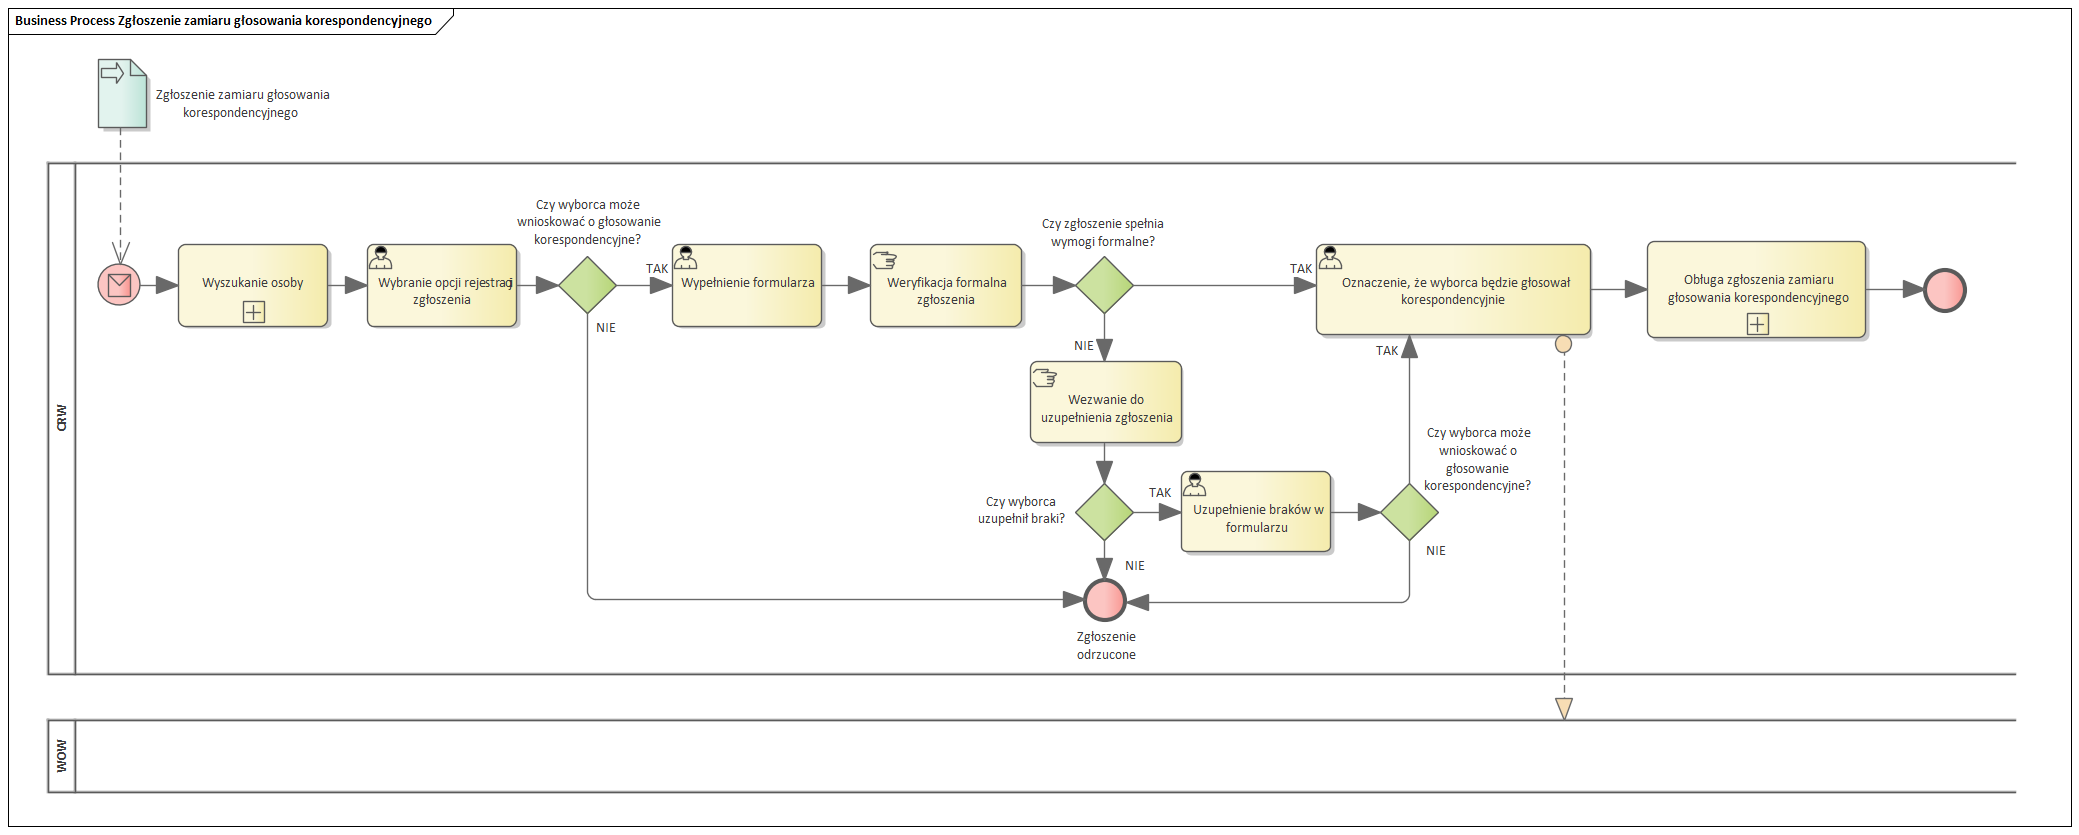 Business Process Zgłoszenie zamiaru głosowania korespondencyjnego
Zgłoszenie zamiaru głosowania
korespondencyjnego
CRW
Wyszukanie osoby
Wybranie opcji rejestracji
zgłoszenia
Czy wyborca może
wnioskować o głosowanie
korespondencyjne?
TAK
NIE
Wypełnienie formularza
Weryfikacja formalna
zgłoszenia
Czy zgłoszenie spełnia
wymogi formalne?
TAK
NIE
Oznaczenie, że wyborca będzie głosował
korespondencyjnie
Obługa zgłoszenia zamiaru
głosowania korespondencyjnego
Wezwanie do
uzupełnienia zgłoszenia
Czy wyborca
uzupełnił braki?
TAK
NIE
Uzupełnienie braków w
formularzu
Czy wyborca może
wnioskować o
głosowanie
korespondencyjne?
TAK
NIE
Zgłoszenie
odrzucone
WOW